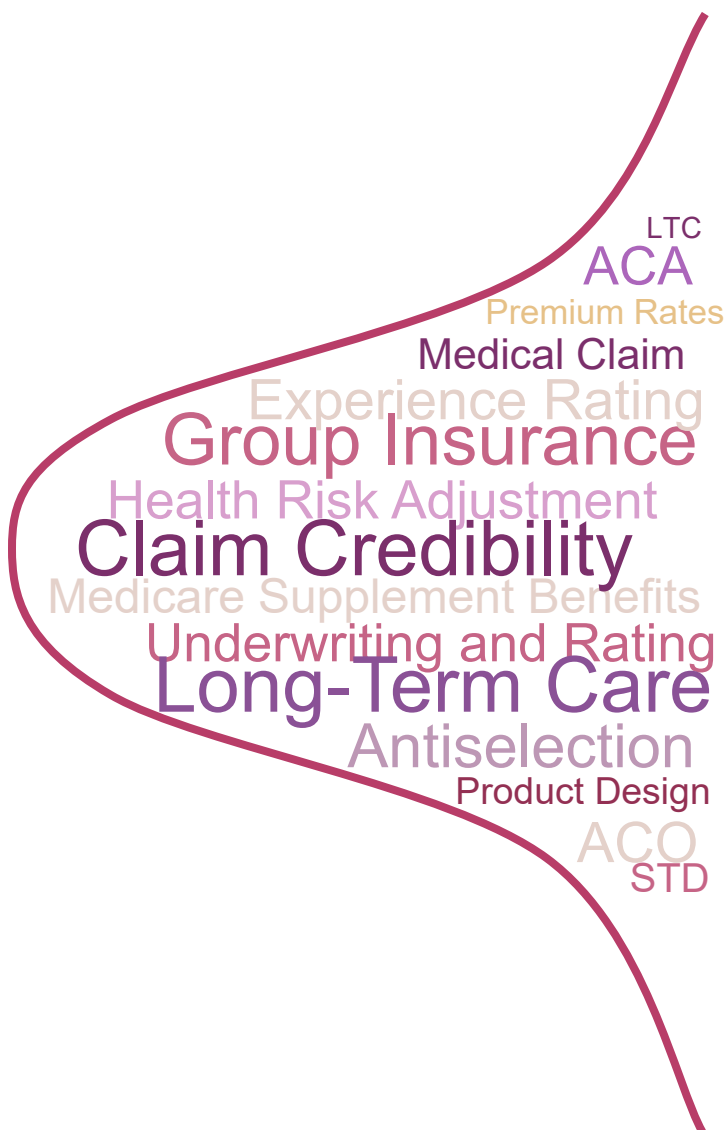 LTC
ACA
Premium Rates
Medical Claim
Experience Rating
Group Insurance
Health Risk Adjustment
Claim Credibility
Medicare Supplement Benefits
Underwriting and Rating
Long-Term Care
Antiselection
Product Design
ACO
STD